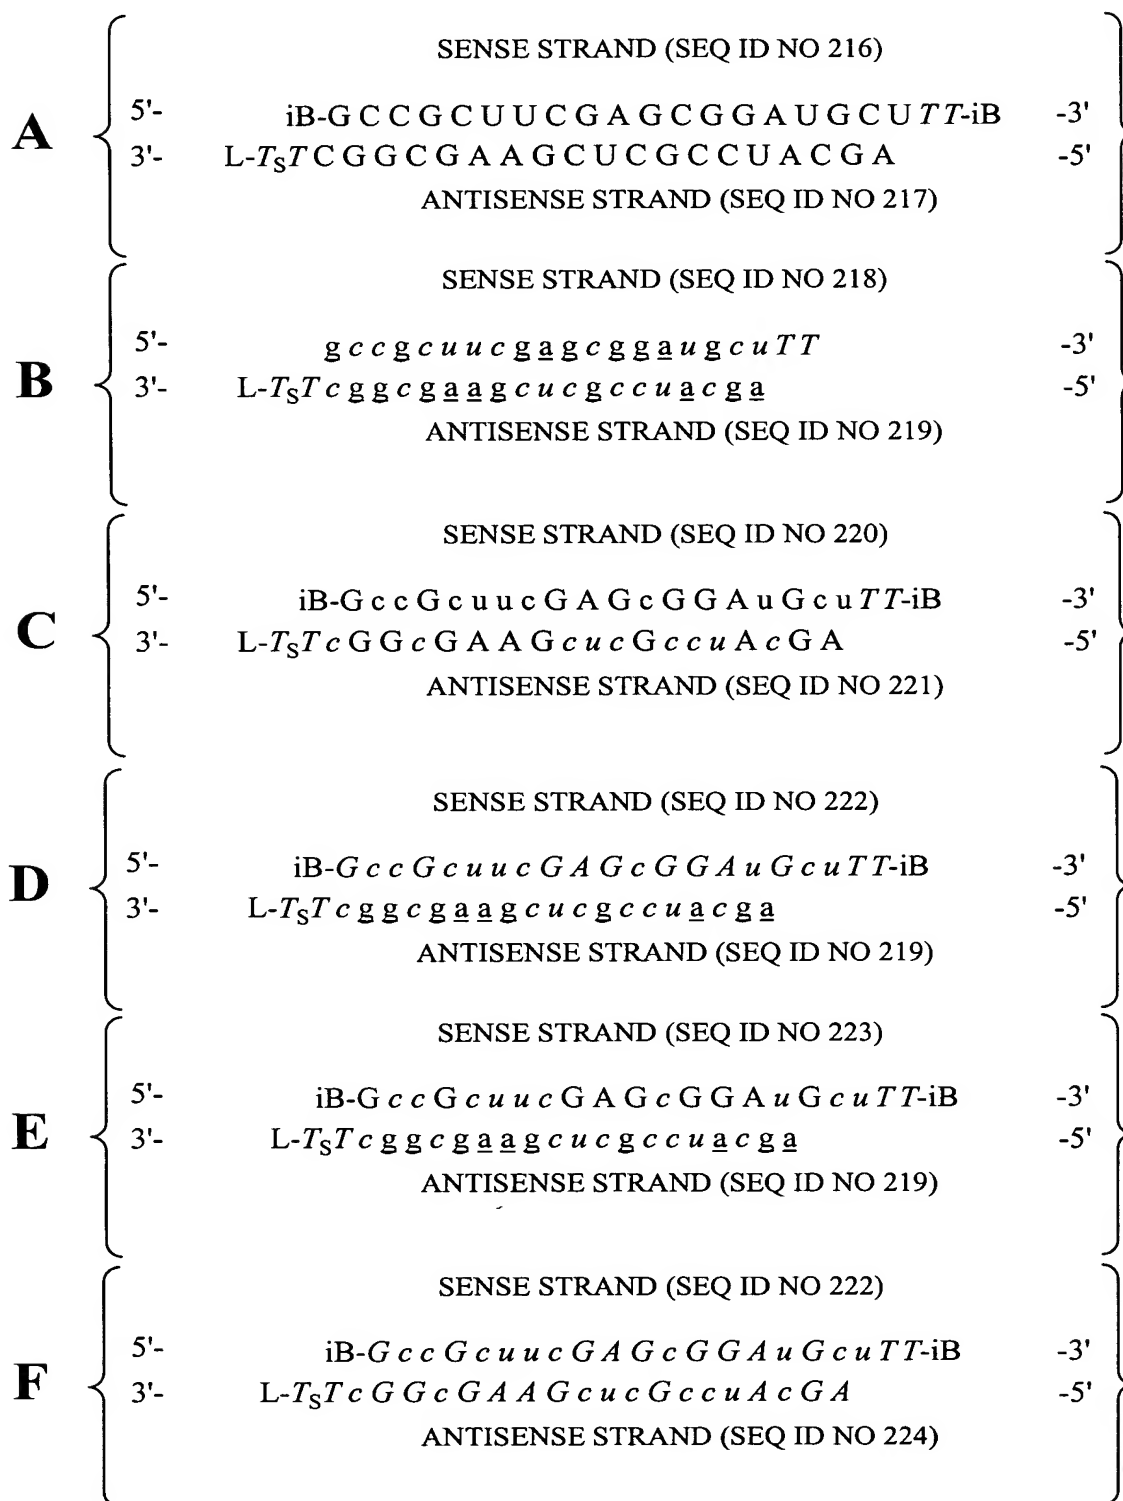 SENSE STRAND (SEQ ID NO 216)
A
5'- iB-G C C G C U U C G A G C G G A U G C U T T-iB -3'
3'- L-TST C G G C G A A G C U C G C C U A C G A -5'
ANTISENSE STRAND (SEQ ID NO 217)
SENSE STRAND (SEQ ID NO 218)
B
5'- g c c g c u u c g a g c g g a u g c u T T -3'
3'- L-TST c g g c g a a g c u c g c c u a c g a -5'
ANTISENSE STRAND (SEQ ID NO 219)
SENSE STRAND (SEQ ID NO 220)
C
5'- iB-G c c G c u u c G A G c G G A u G c u T T-iB -3'
3'- L-TST c G G c G A A G c u c G c c u A c G A -5'
ANTISENSE STRAND (SEQ ID NO 221)
SENSE STRAND (SEQ ID NO 222)
D
5'- iB-G c c G c u u c G A G c G G A u G c u T T-iB -3'
3'- L-TST c g g c g a a g c u c g c c u a c g a -5'
ANTISENSE STRAND (SEQ ID NO 219)
SENSE STRAND (SEQ ID NO 223)
E
5'- iB-G c c G c u u c G A G c G G A u G c u T T-iB -3'
3'- L-TST c g g c g a a g c u c g c c u a c g a -5'
ANTISENSE STRAND (SEQ ID NO 219)
SENSE STRAND (SEQ ID NO 222)
F
5'- iB-G c c G c u u c G A G c G G A u G c u T T-iB -3'
3'- L-TST c G G c G A A G c u c G c c u A c G A -5'
ANTISENSE STRAND (SEQ ID NO 224)